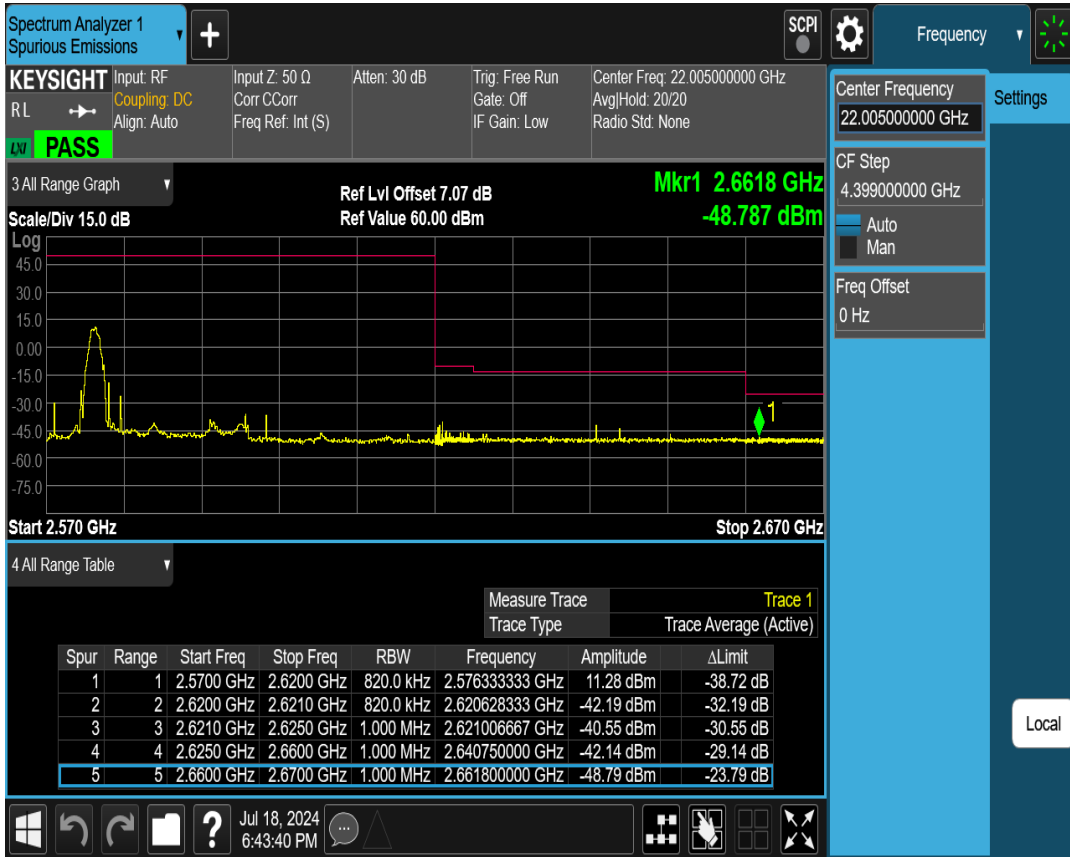 Spectrum Analyzer 1
Spurious Emissions
+
SCPI
Frequency
KEYSIGHT
RL
LXI
PASS
Input: RF
Coupling: DC
Align: Auto
Input Z: 50 Ω
Corr CCorr
Freq Ref: Int (S)
Atten: 30 dB
Trig: Free Run
Gate: Off
IF Gain: Low
Center Freq: 22.005000000 GHz
Avg|Hold: 20/20
Radio Std: None
Center Frequency
22.005000000 GHz
Settings
CF Step
4.399000000 GHz
Auto
Man
Freq Offset
0 Hz
3 All Range Graph
Ref Lvl Offset 7.07 dB
Mkr1 2.6618 GHz
Scale/Div 15.0 dB
Ref Value 60.00 dBm
-48.787 dBm
Log
45.0
30.0
15.0
0.00
-15.0
-30.0
-45.0
-60.0
-75.0
1
Start 2.570 GHz
Stop 2.670 GHz
4 All Range Table
Measure Trace Trace 1
Trace Type Trace Average (Active)
Spur Range Start Freq Stop Freq RBW Frequency Amplitude ΔLimit
1 1 2.5700 GHz 2.6200 GHz 820.0 kHz 2.576333333 GHz 11.28 dBm -38.72 dB
2 2 2.6200 GHz 2.6210 GHz 820.0 kHz 2.620628333 GHz -42.19 dBm -32.19 dB
3 3 2.6210 GHz 2.6250 GHz 1.000 MHz 2.621006667 GHz -40.55 dBm -30.55 dB
4 4 2.6250 GHz 2.6600 GHz 1.000 MHz 2.640750000 GHz -42.14 dBm -29.14 dB
5 5 2.6600 GHz 2.6700 GHz 1.000 MHz 2.661800000 GHz -48.79 dBm -23.79 dB
Local
?
Jul 18, 2024
6:43:40 PM